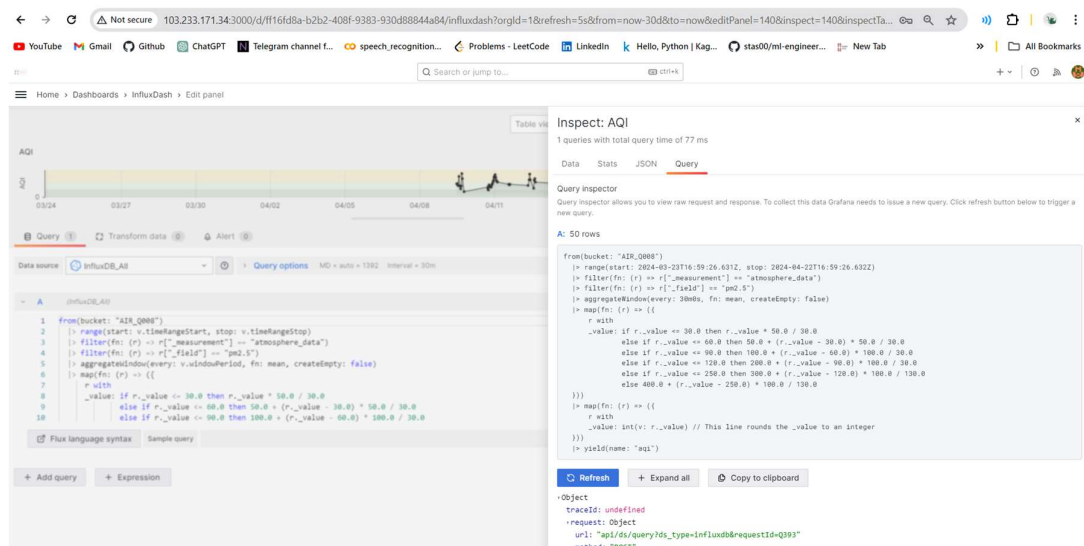 Not secure 103.233.171.34:3000/d/ff16fd8a-b2b2-408f-9383-930d88844a84/influxdash?orgId=1&refresh=5s&from=now-30d&to=now&editPanel=140&inspect=140&inspectTa...
YouTube Gmail Github ChatGPT Telegram channel f... speech_recognition... Problems - LeetCode LinkedIn Hello, Python | Kag... stas00/ml-engineer... New Tab » All Bookmarks
Search or jump to... ctrl+k
Home > Dashboards > InfluxDash > Edit panel
Table vie
AQI
AQI
0
03/24 03/27 03/30 04/02 04/05 04/08 04/11
Query 1 Transform data 0 Alert 0
Data source InfluxDB_All Query options MD = auto = 1392 Interval = 30m
A (InfluxDB_All)
1 from(bucket: "AIR_Q008")
2 |> range(start: v.timeRangeStart, stop: v.timeRangeStop)
3 |> filter(fn: (r) => r["_measurement"] == "atmosphere_data")
4 |> filter(fn: (r) => r["_field"] == "pm2.5")
5 |> aggregateWindow(every: v.windowPeriod, fn: mean, createEmpty: false)
6 |> map(fn: (r) => ({
7 r with
8 _value: if r._value <= 30.0 then r._value * 50.0 / 30.0
9 else if r._value <= 60.0 then 50.0 + (r._value - 30.0) * 50.0 / 30.0
10 else if r._value <= 90.0 then 100.0 + (r._value - 60.0) * 100.0 / 30.0
Flux language syntax Sample query
+ Add query + Expression
Inspect: AQI
1 queries with total query time of 77 ms
Data Stats JSON Query
Query inspector
Query inspector allows you to view raw request and response. To collect this data Grafana needs to issue a new query. Click refresh button below to trigger a
new query.
A: 50 rows
from(bucket: "AIR_Q008")
|> range(start: 2024-03-23T16:59:26.631Z, stop: 2024-04-22T16:59:26.632Z)
|> filter(fn: (r) => r["_measurement"] == "atmosphere_data")
|> filter(fn: (r) => r["_field"] == "pm2.5")
|> aggregateWindow(every: 30m0s, fn: mean, createEmpty: false)
|> map(fn: (r) => ({
r with
_value: if r._value <= 30.0 then r._value * 50.0 / 30.0
else if r._value <= 60.0 then 50.0 + (r._value - 30.0) * 50.0 / 30.0
else if r._value <= 90.0 then 100.0 + (r._value - 60.0) * 100.0 / 30.0
else if r._value <= 120.0 then 200.0 + (r._value - 90.0) * 100.0 / 30.0
else if r._value <= 250.0 then 300.0 + (r._value - 120.0) * 100.0 / 130.0
else 400.0 + (r._value - 250.0) * 100.0 / 130.0
}))
|> map(fn: (r) => ({
r with
_value: int(v: r._value) // This line rounds the _value to an integer
}))
|> yield(name: "aqi")
Refresh + Expand all Copy to clipboard
Object
traceId: undefined
request: Object
url: "api/ds/query?ds_type=influxdb&requestId=Q393"